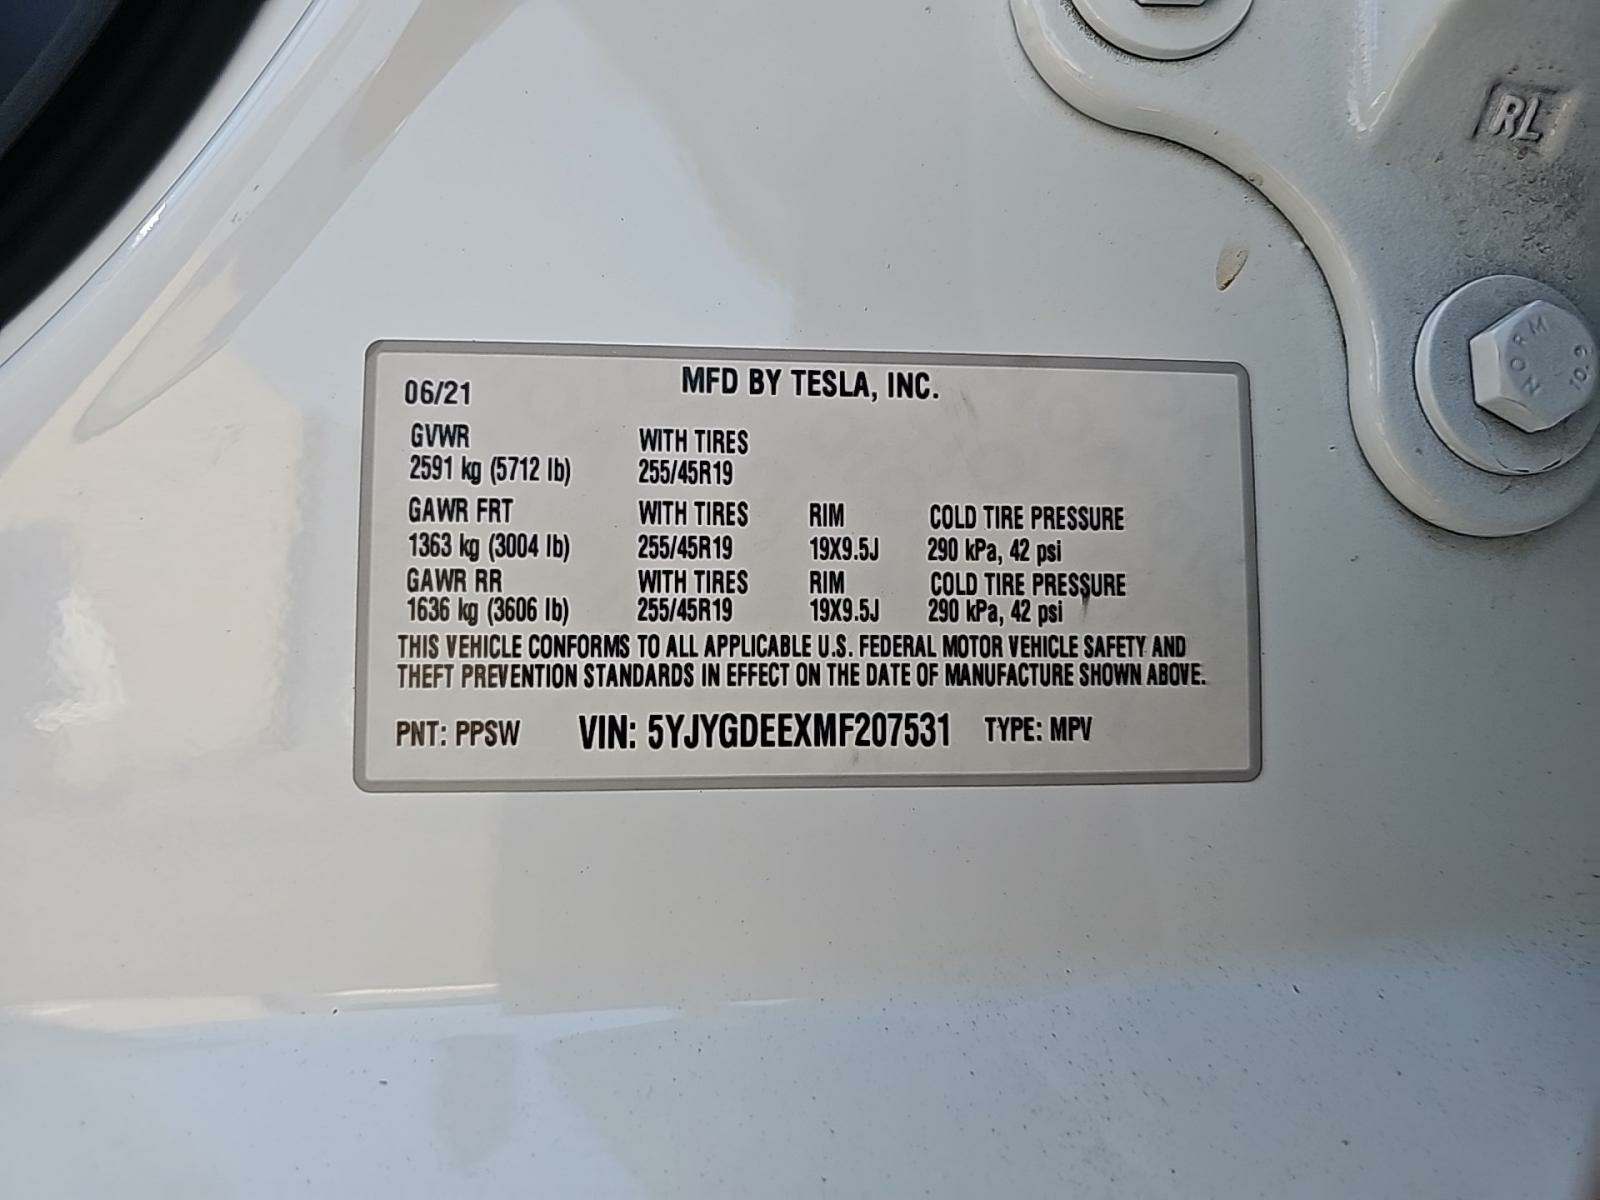 RL
NORM 10.9
06/21 MFD BY TESLA, INC.
GVWR WITH TIRES
2591 kg (5712 lb) 255/45R19
GAWR FRT WITH TIRES RIM COLD TIRE PRESSURE
1363 kg (3004 lb) 255/45R19 19X9.5J 290 kPa, 42 psi
GAWR RR WITH TIRES RIM COLD TIRE PRESSURE
1636 kg (3606 lb) 255/45R19 19X9.5J 290 kPa, 42 psi
THIS VEHICLE CONFORMS TO ALL APPLICABLE U.S. FEDERAL MOTOR VEHICLE SAFETY AND
THEFT PREVENTION STANDARDS IN EFFECT ON THE DATE OF MANUFACTURE SHOWN ABOVE.
PNT: PPSW VIN: 5YJYGDEEXMF207531 TYPE: MPV